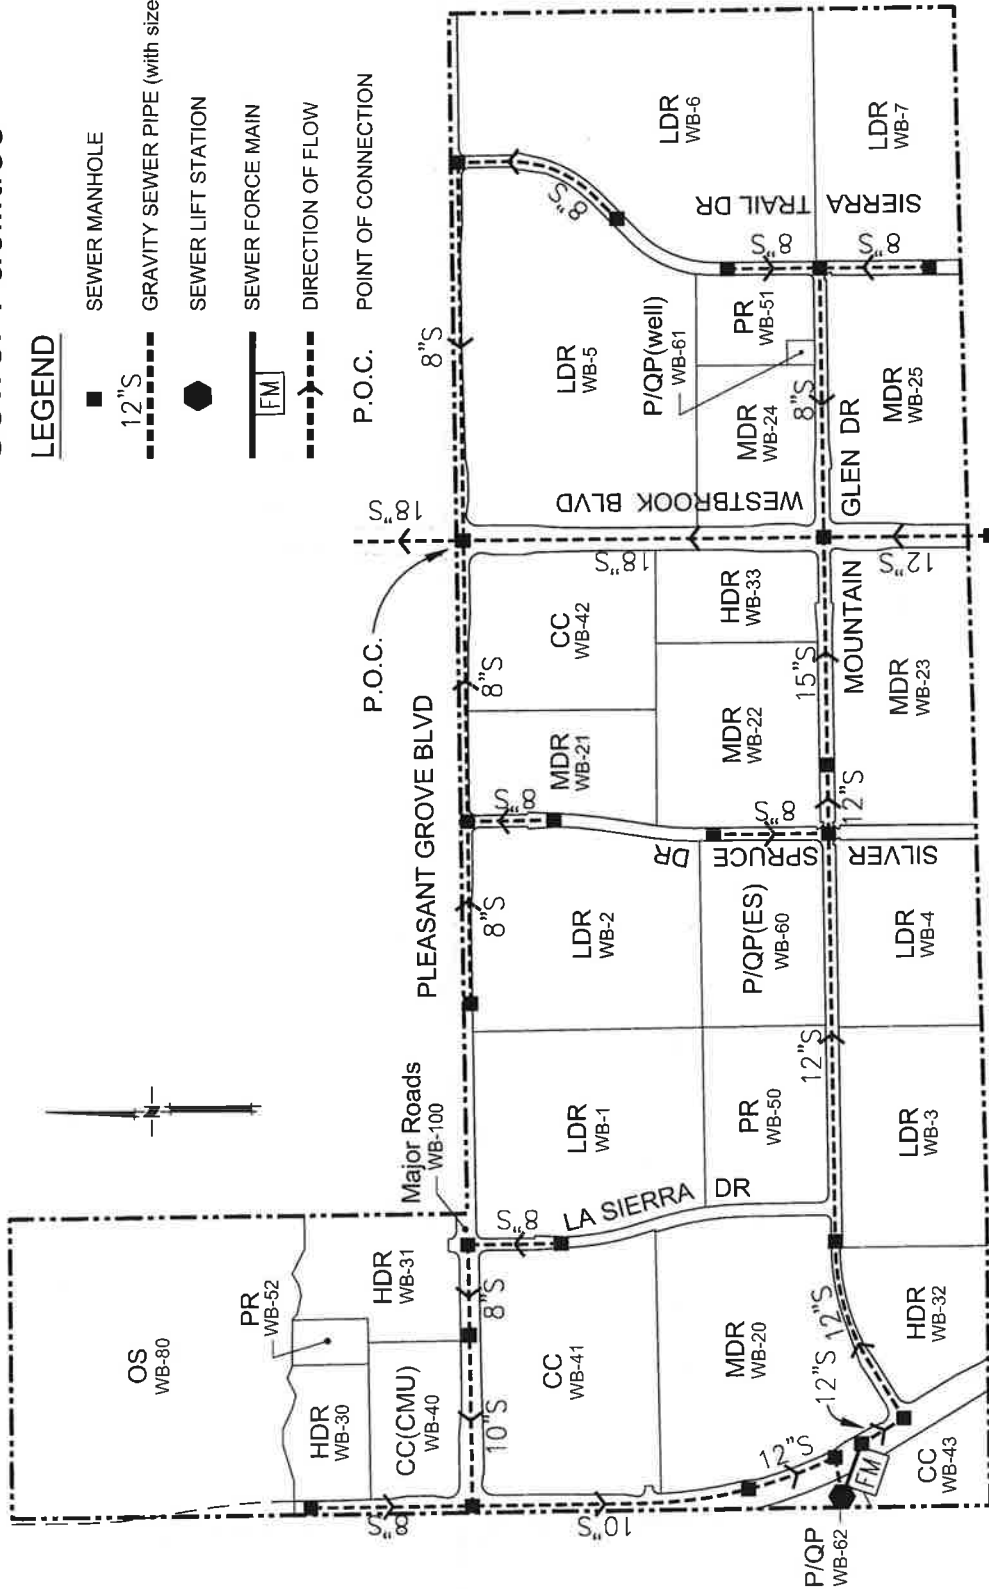 LEGEND
SEWER MANHOLE
12"S
GRAVITY SEWER PIPE (with size
SEWER LIFT STATION
FM
SEWER FORCE MAIN
DIRECTION OF FLOW
P.O.C.
POINT OF CONNECTION
OS
WB-80
PR
WB-52
HDR
WB-30
HDR
WB-31
CC(CMU)
WB-40
Major Roads
WB-100
PLEASANT GROVE BLVD
P.O.C.
18"S
8"S
8"S
10"S
8"S
8"S
8"S
8"S
CC
WB-41
LA SIERRA
DR
8"S
LDR
WB-1
LDR
WB-2
8"S
MDR
WB-21
CC
WB-42
18"S
WESTBROOK BLVD
LDR
WB-5
8"S
LDR
WB-6
10"S
MDR
WB-20
PR
WB-50
P/QP(ES)
WB-60
SILVER
SPRUCE
DR
8"S
MDR
WB-22
HDR
WB-33
MDR
WB-24
P/QP(well)
WB-61
PR
WB-51
SIERRA
TRAIL DR
8"S
8"S
12"S
12"S
12"S
12"S
12"S
15"S
MOUNTAIN
GLEN DR
8"S
P/QP
WB-62
FM
CC
WB-43
HDR
WB-32
LDR
WB-3
LDR
WB-4
MDR
WB-23
12"S
MDR
WB-25
LDR
WB-7